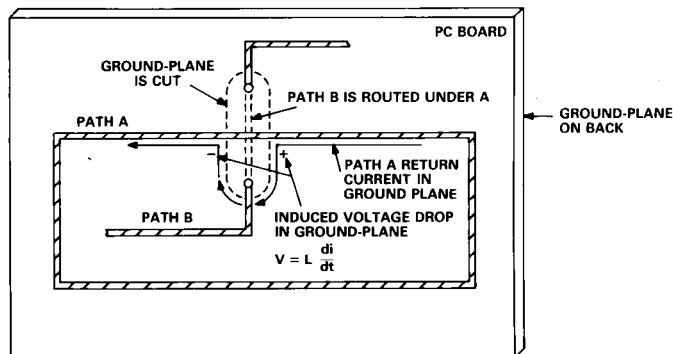 PC BOARD
GROUND-PLANE
IS CUT
PATH B IS ROUTED UNDER A
GROUND-PLANE
ON BACK
PATH A
-
+
PATH A RETURN
CURRENT IN
GROUND PLANE
PATH B
INDUCED VOLTAGE DROP
IN GROUND-PLANE
V = L di/dt